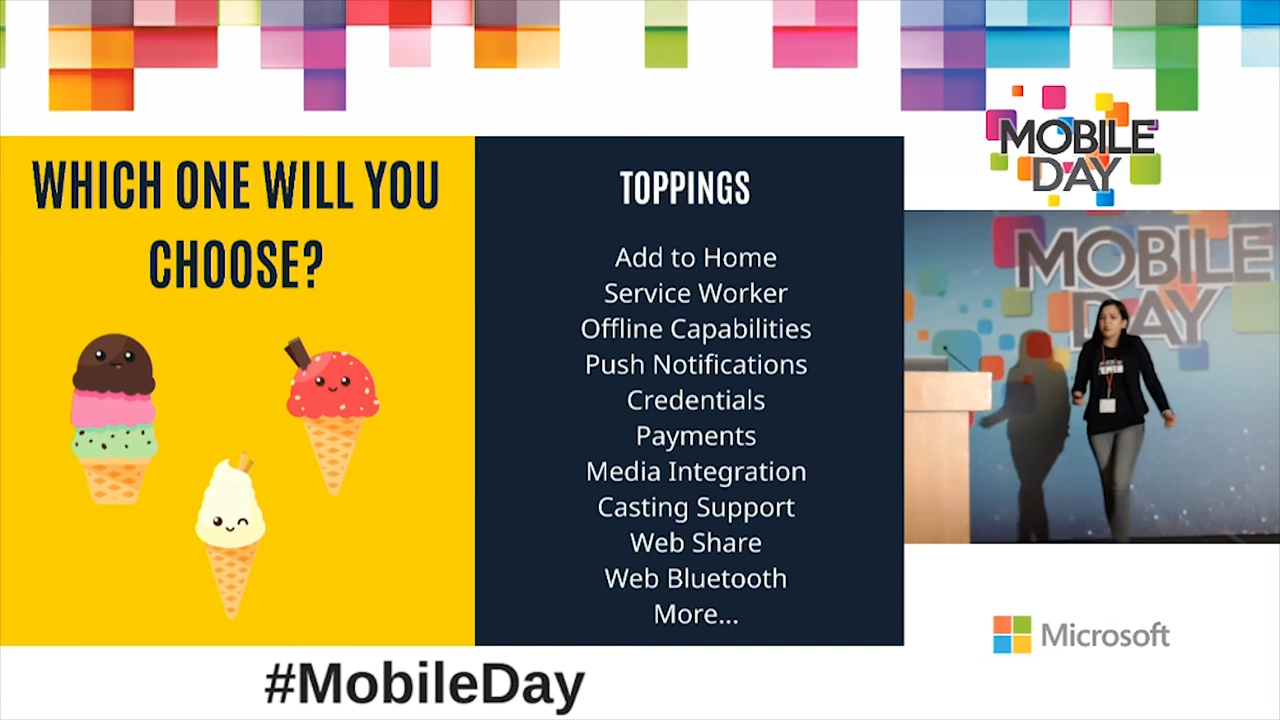 WHICH ONE WILL YOU
CHOOSE?
TOPPINGS
Add to Home
Service Worker
Offline Capabilities
Push Notifications
Credentials
Payments
Media Integration
Casting Support
Web Share
Web Bluetooth
More...
MOBILE
DAY
MOBILE
DAY
Microsoft
#MobileDay